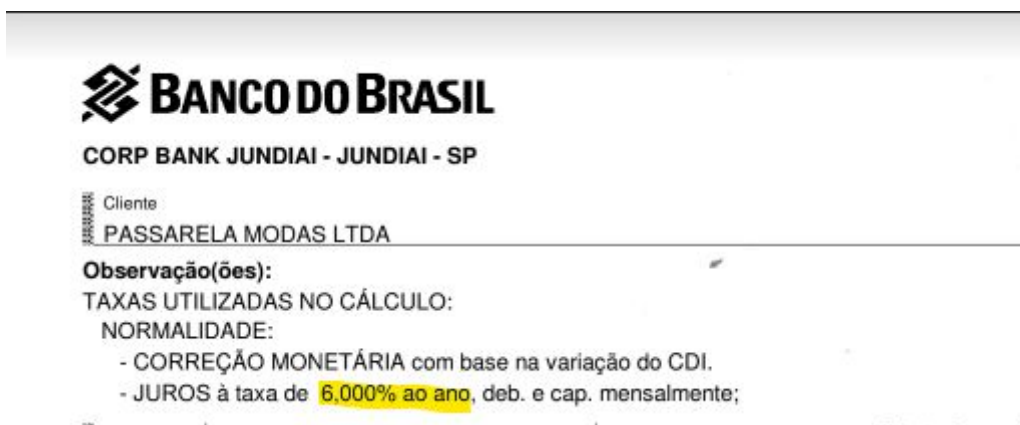 BANCO DO BRASIL
CORP BANK JUNDIAI - JUNDIAI - SP
Cliente
PASSARELA MODAS LTDA
Observação(ões):
TAXAS UTILIZADAS NO CÁLCULO:
NORMALIDADE:
- CORREÇÃO MONETÁRIA com base na variação do CDI.
- JUROS à taxa de 6,000% ao ano, deb. e cap. mensalmente;